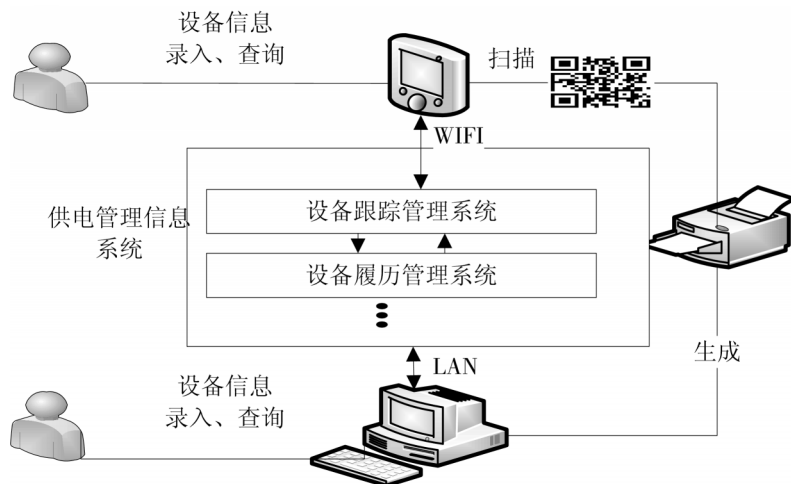 设备信息
录入、查询
扫描
WIFI
供电管理信息
系统
设备跟踪管理系统
设备履历管理系统
生成
LAN
设备信息
录入、查询